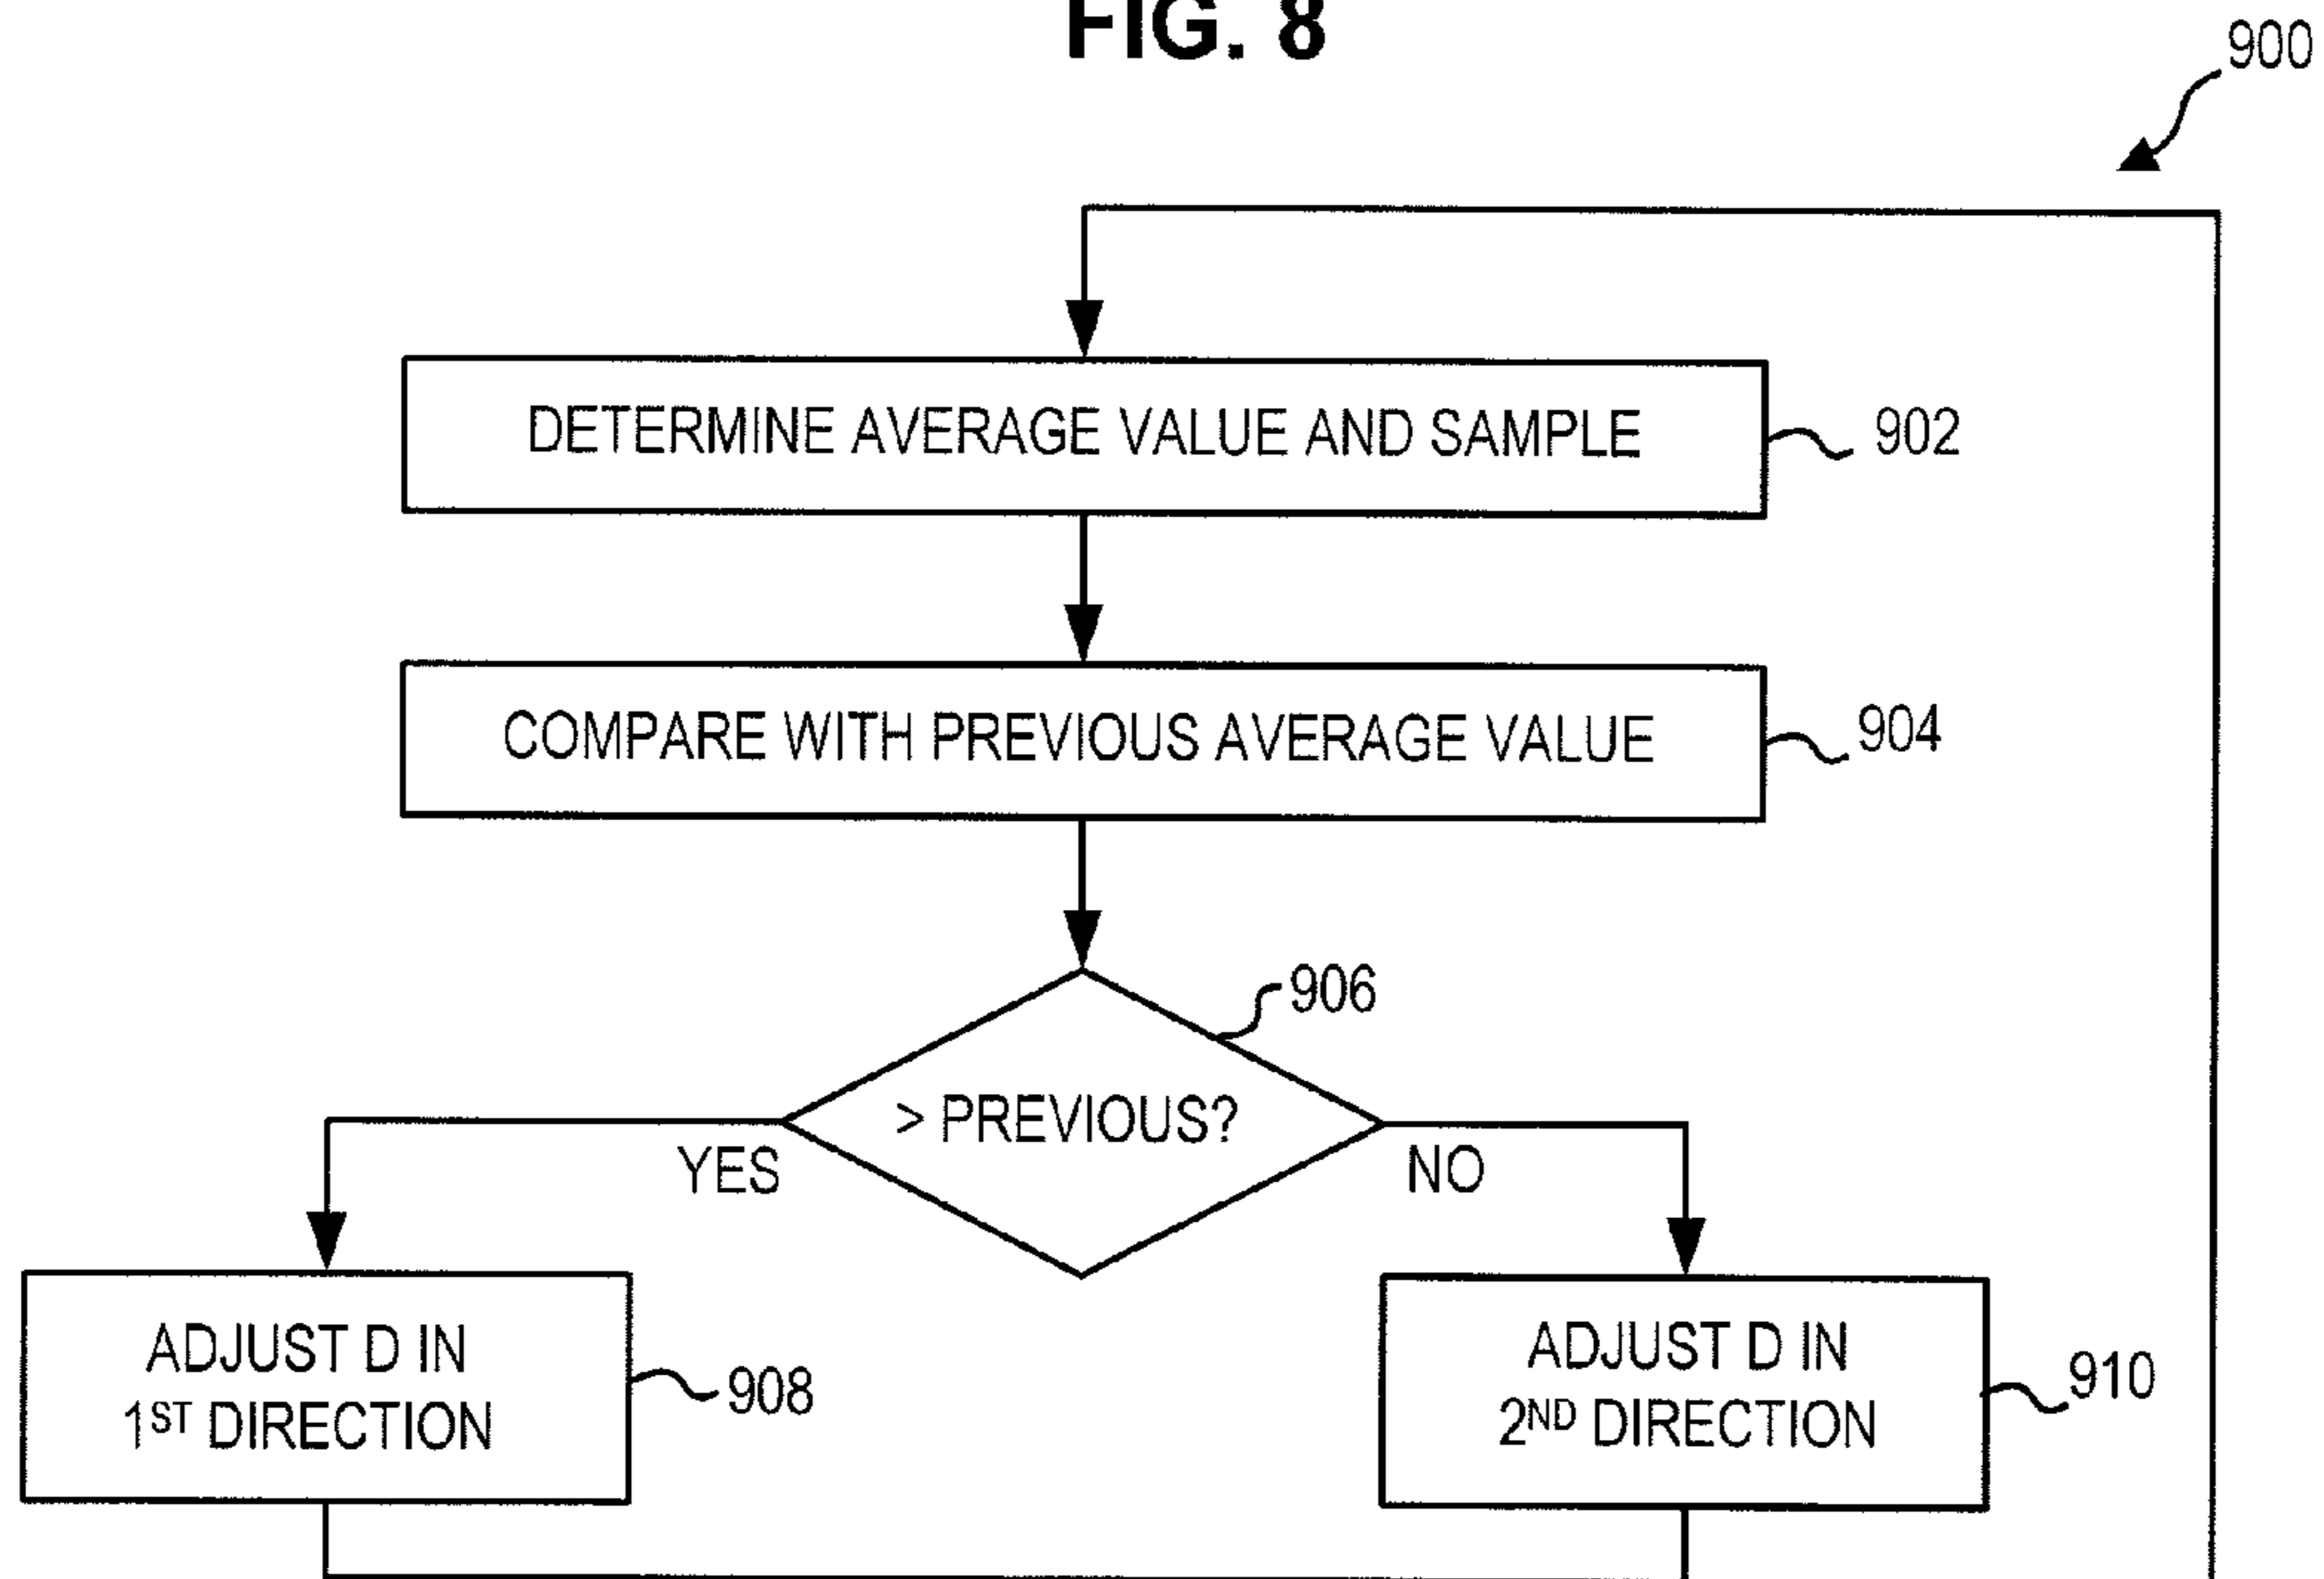 FIG. 8
900
DETERMINE AVERAGE VALUE AND SAMPLE
902
COMPARE WITH PREVIOUS AVERAGE VALUE
904
906
> PREVIOUS?
YES
NO
ADJUST D IN
1ST DIRECTION
908
ADJUST D IN
2ND DIRECTION
910